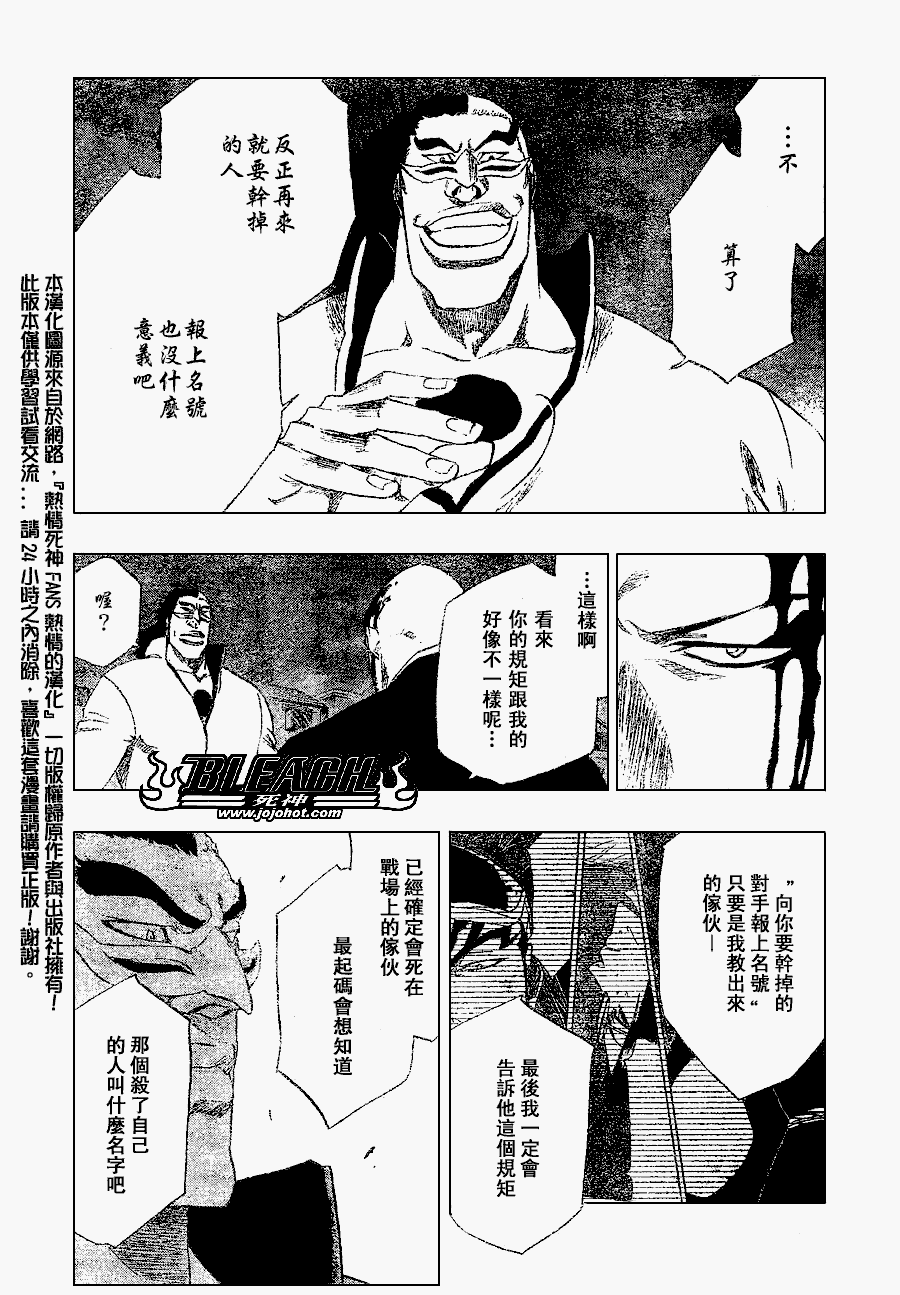 …不
算了
反正再來
就要幹掉
的人
報上名號
也沒什麼
意義吧
…這樣啊
看來
你的規矩跟我的
好像不一樣呢…
喔？
BLEACH
死神
www.jojohot.com
”向你要幹掉的
對手報上名號“
只要是我教出來
的傢伙—
最後我一定會
告訴他這個規矩
已經確定會死在
戰場上的傢伙
最起碼會想知道
那個殺了自己
的人叫什麼名字吧
本漢化圖源來自於網路，『熱情死神 FANS 熱情的漢化』一切版權歸原作者與出版社擁有！
此版本僅供學習試看交流... 請 24 小時之內消除，喜歡這套漫畫請購買正版！謝謝。